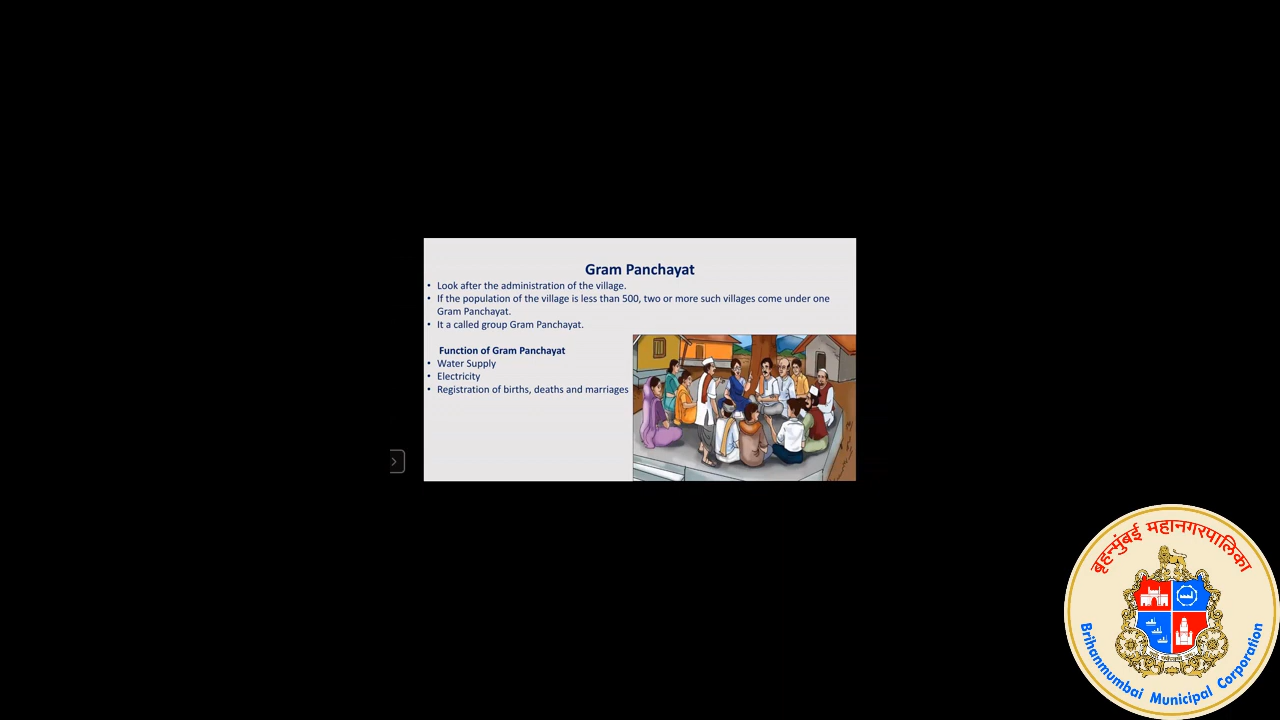 Gram Panchayat
• Look after the administration of the village.
• If the population of the village is less than 500, two or more such villages come under one
Gram Panchayat.
• It a called group Gram Panchayat.
Function of Gram Panchayat
• Water Supply
• Electricity
• Registration of births, deaths and marriages
बृहन्मुंबई महानगरपालिका
Brihanmumbai Municipal Corporation